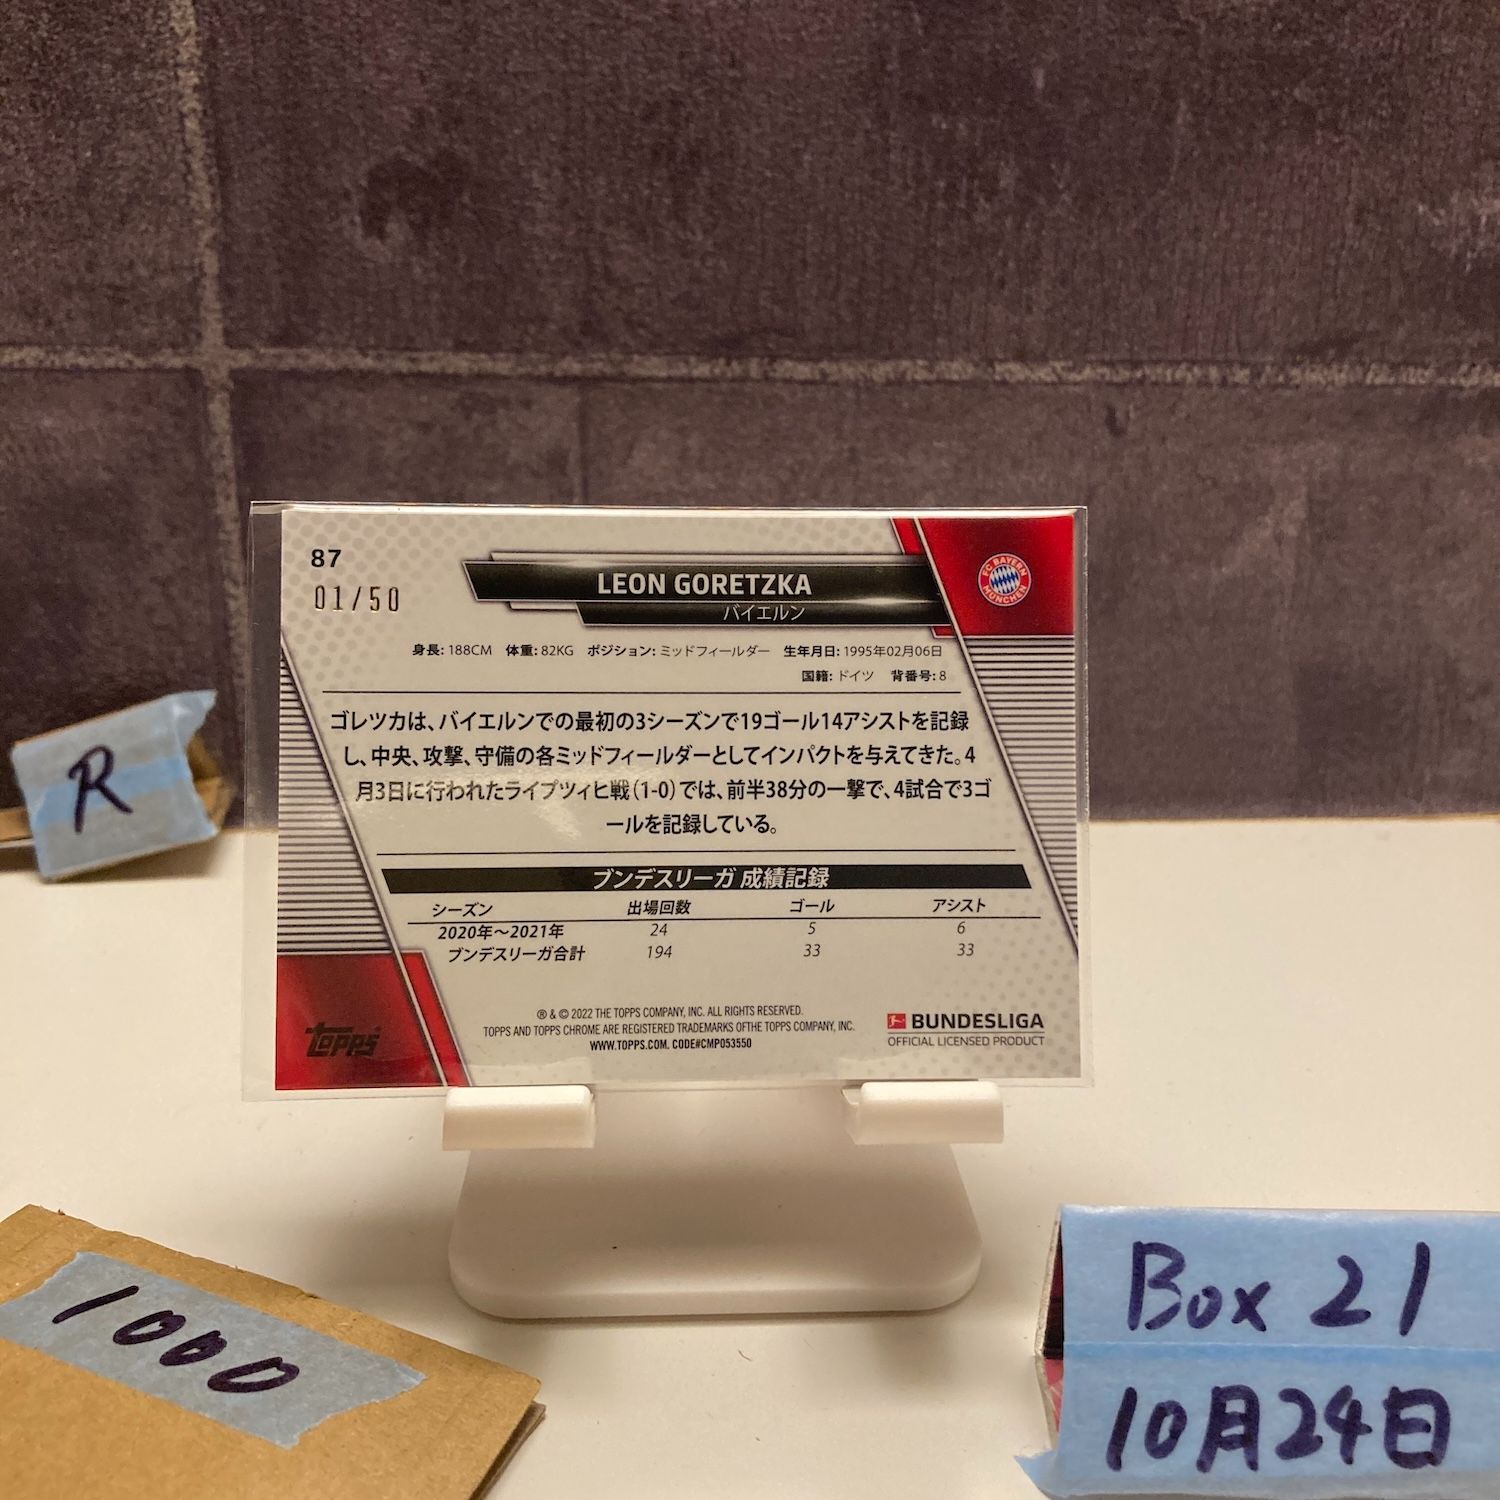 87
01/50
LEON GORETZKA
バイエルン
FC BAYERN
MÜNCHEN
身長: 188CM 体重: 82KG ポジション: ミッドフィールダー 生年月日: 1995年02月06日
国籍: ドイツ 背番号: 8
ゴレツカは、バイエルンでの最初の3シーズンで19ゴール14アシストを記録
し、中央、攻撃、守備の各ミッドフィールダーとしてインパクトを与えてきた。4
月3日に行われたライプツィヒ戦(1-0)では、前半38分の一撃で、4試合で3ゴ
ールを記録している。
ブンデスリーガ 成績記録
シーズン 出場回数 ゴール アシスト
2020年～2021年 24 5 6
ブンデスリーガ合計 194 33 33
® & © 2022 THE TOPPS COMPANY, INC. ALL RIGHTS RESERVED.
TOPPS AND TOPPS CHROME ARE REGISTERED TRADEMARKS OFTHE TOPPS COMPANY, INC.
WWW.TOPPS.COM. CODE#CMP053550
topps
BUNDESLIGA
OFFICIAL LICENSED PRODUCT
R
1000
Box 21
10月24日